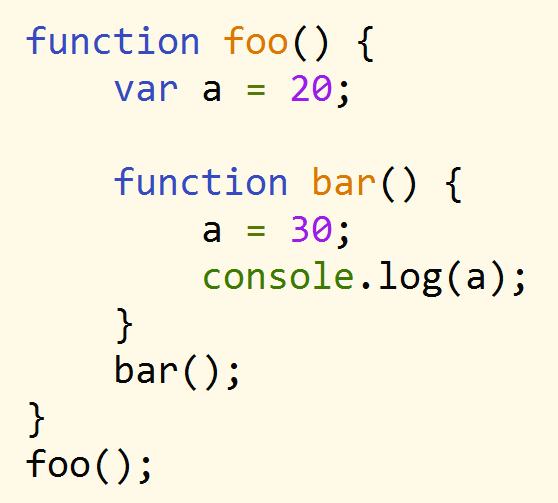 function foo() {
    var a = 20;

    function bar() {
        a = 30;
        console.log(a);
    }
    bar();
}
foo();